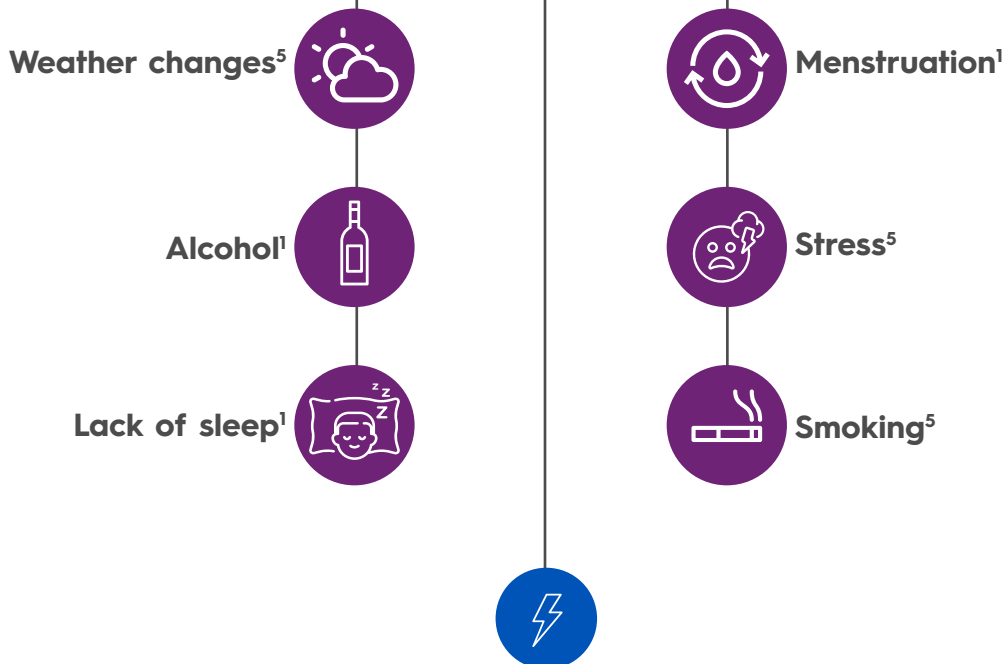 Weather changes⁵
Menstruation¹
Alcohol¹
Stress⁵
Lack of sleep¹
Smoking⁵